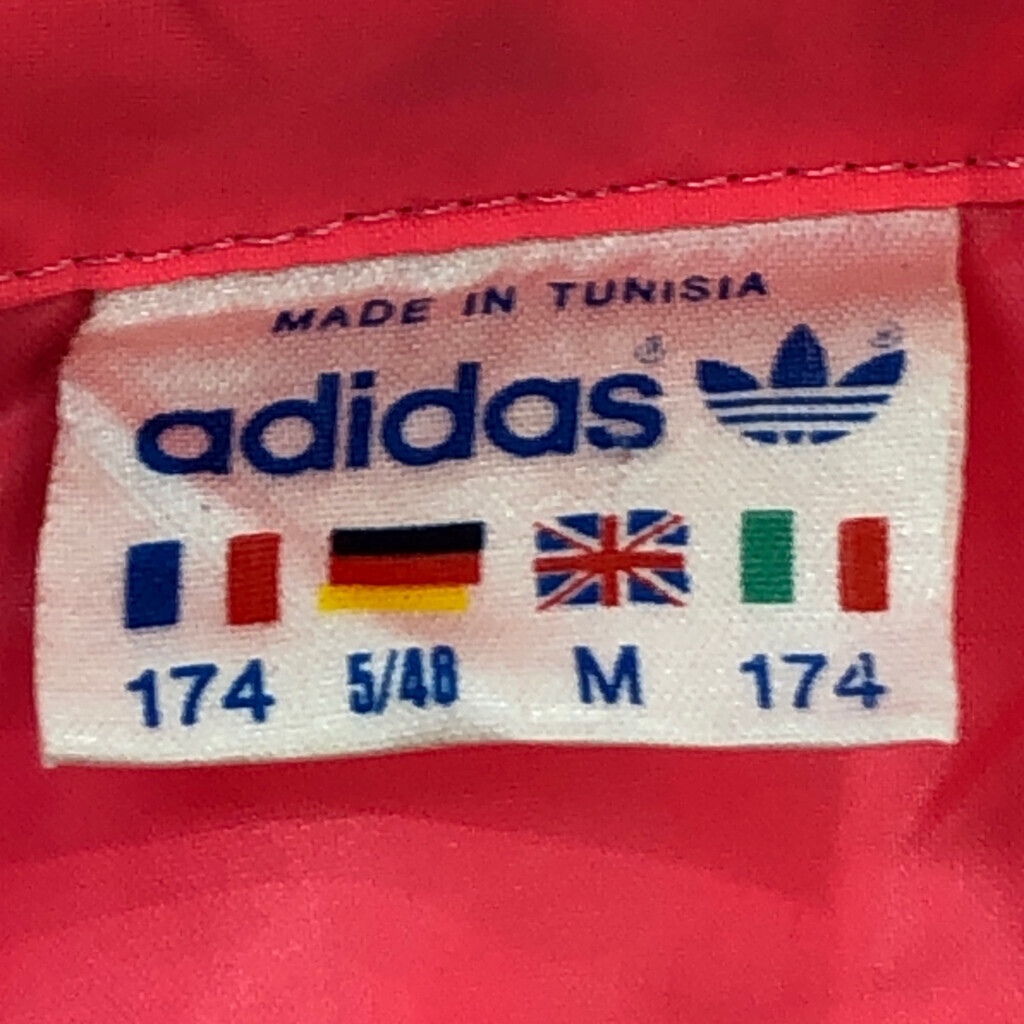 MADE IN TUNISIA
adidas®
174 5/48 M 174